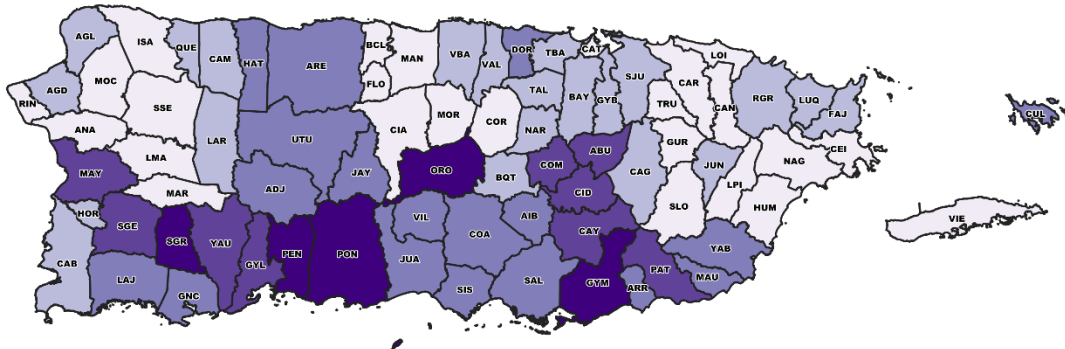 AGL
ISA
QUE
CAM
HAT
ARE
BCL
MAN
VBA
VAL
DOR
TBA
CAT
SJU
LOI
CAR
CAN
RGR
LUQ
FAJ
CUL
RIN
AGD
MOC
SSE
FLO
MOR
COR
TAL
BAY
GYB
TRU
ANA
LMA
LAR
UTU
CIA
NAR
GUR
CEI
MAY
MAR
ADJ
JAY
ORO
BQT
COM
ABU
CAG
JUN
LPI
NAG
HOR
SGE
SGR
YAU
GYL
PEN
PON
VIL
COA
AIB
CID
CAY
SLO
HUM
VIE
CAB
LAJ
GNC
JUA
SIS
SAL
GYM
ARR
PAT
MAU
YAB